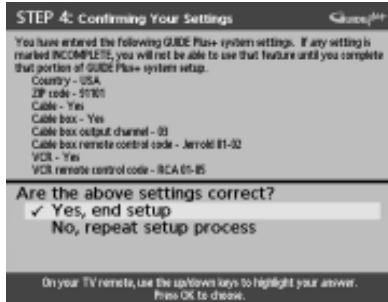 STEP 4: Confirming Your Settings
GUIDE Plus+
You have entered the following GUIDE Plus+ system settings. If any setting is
marked INCOMPLETE, you will not be able to use that feature until you complete
that portion of GUIDE Plus+ system setup.
Country - USA
ZIP code - 91101
Cable - Yes
Cable box - Yes
Cable box output channel - 03
Cable box remote control code - Jerrold 01-02
VCR - Yes
VCR remote control code - RCA 01-05
Are the above settings correct?
✓ Yes, end setup
No, repeat setup process
On your TV remote, use the up/down keys to highlight your answer.
Press OK to choose.